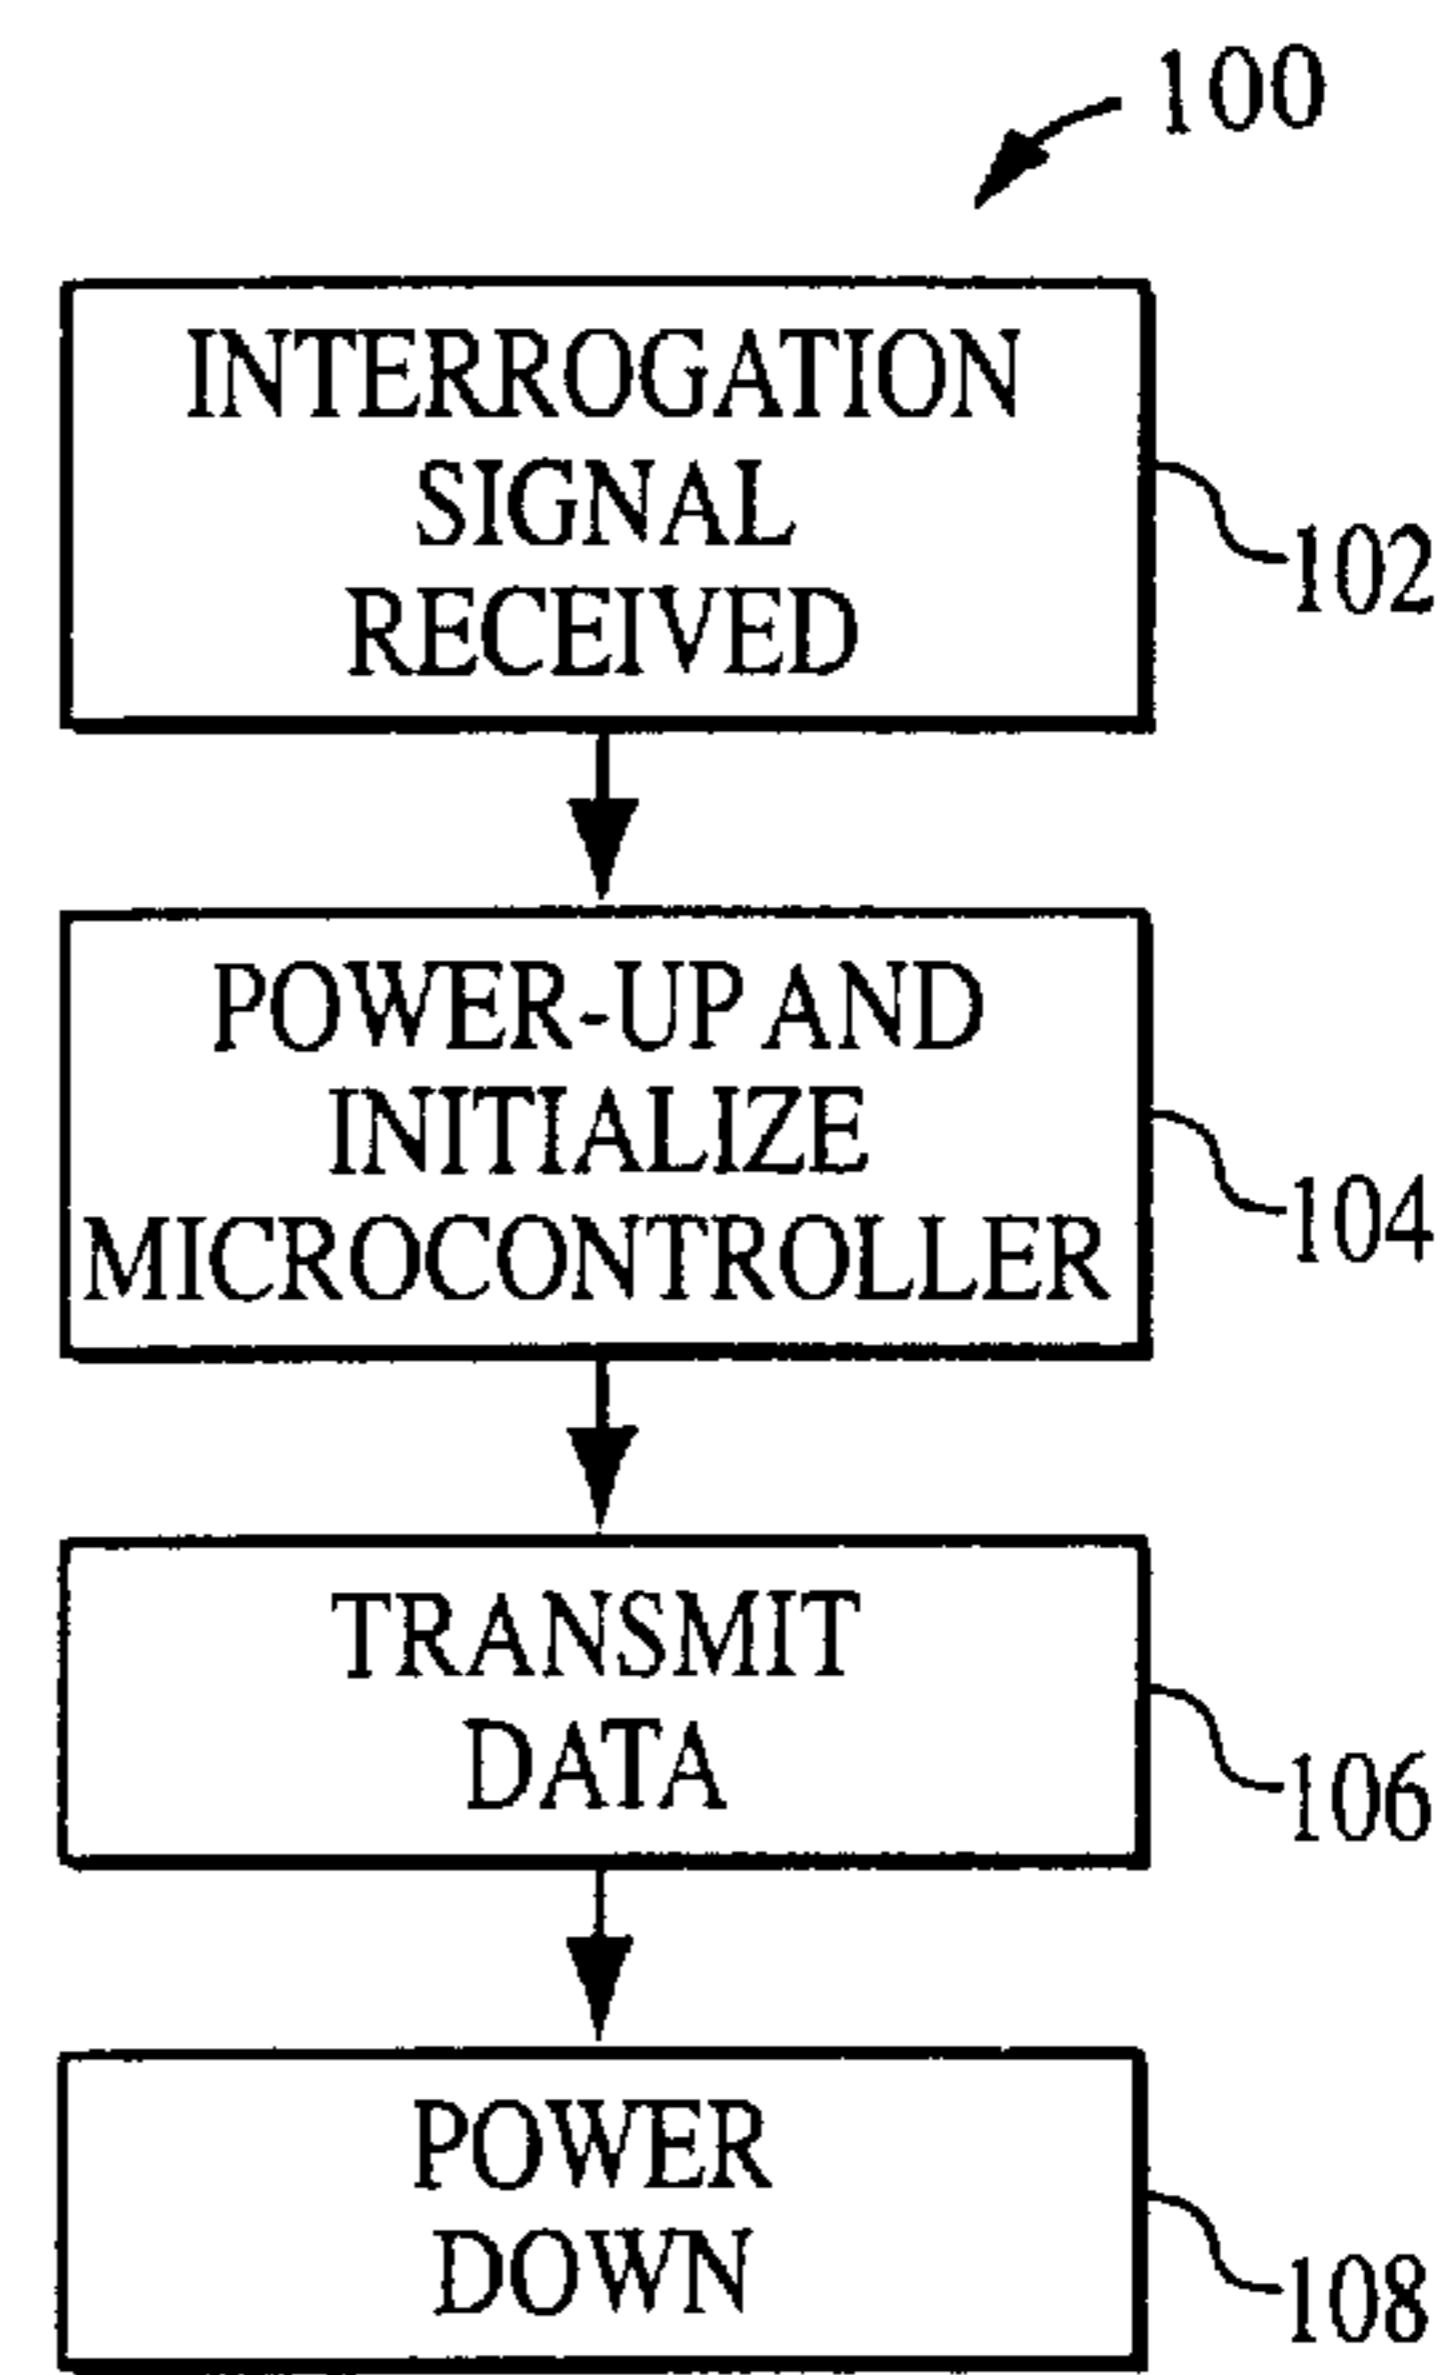 100
INTERROGATION
SIGNAL
RECEIVED
102
POWER-UP AND
INITIALIZE
MICROCONTROLLER
104
TRANSMIT
DATA
106
POWER
DOWN
108